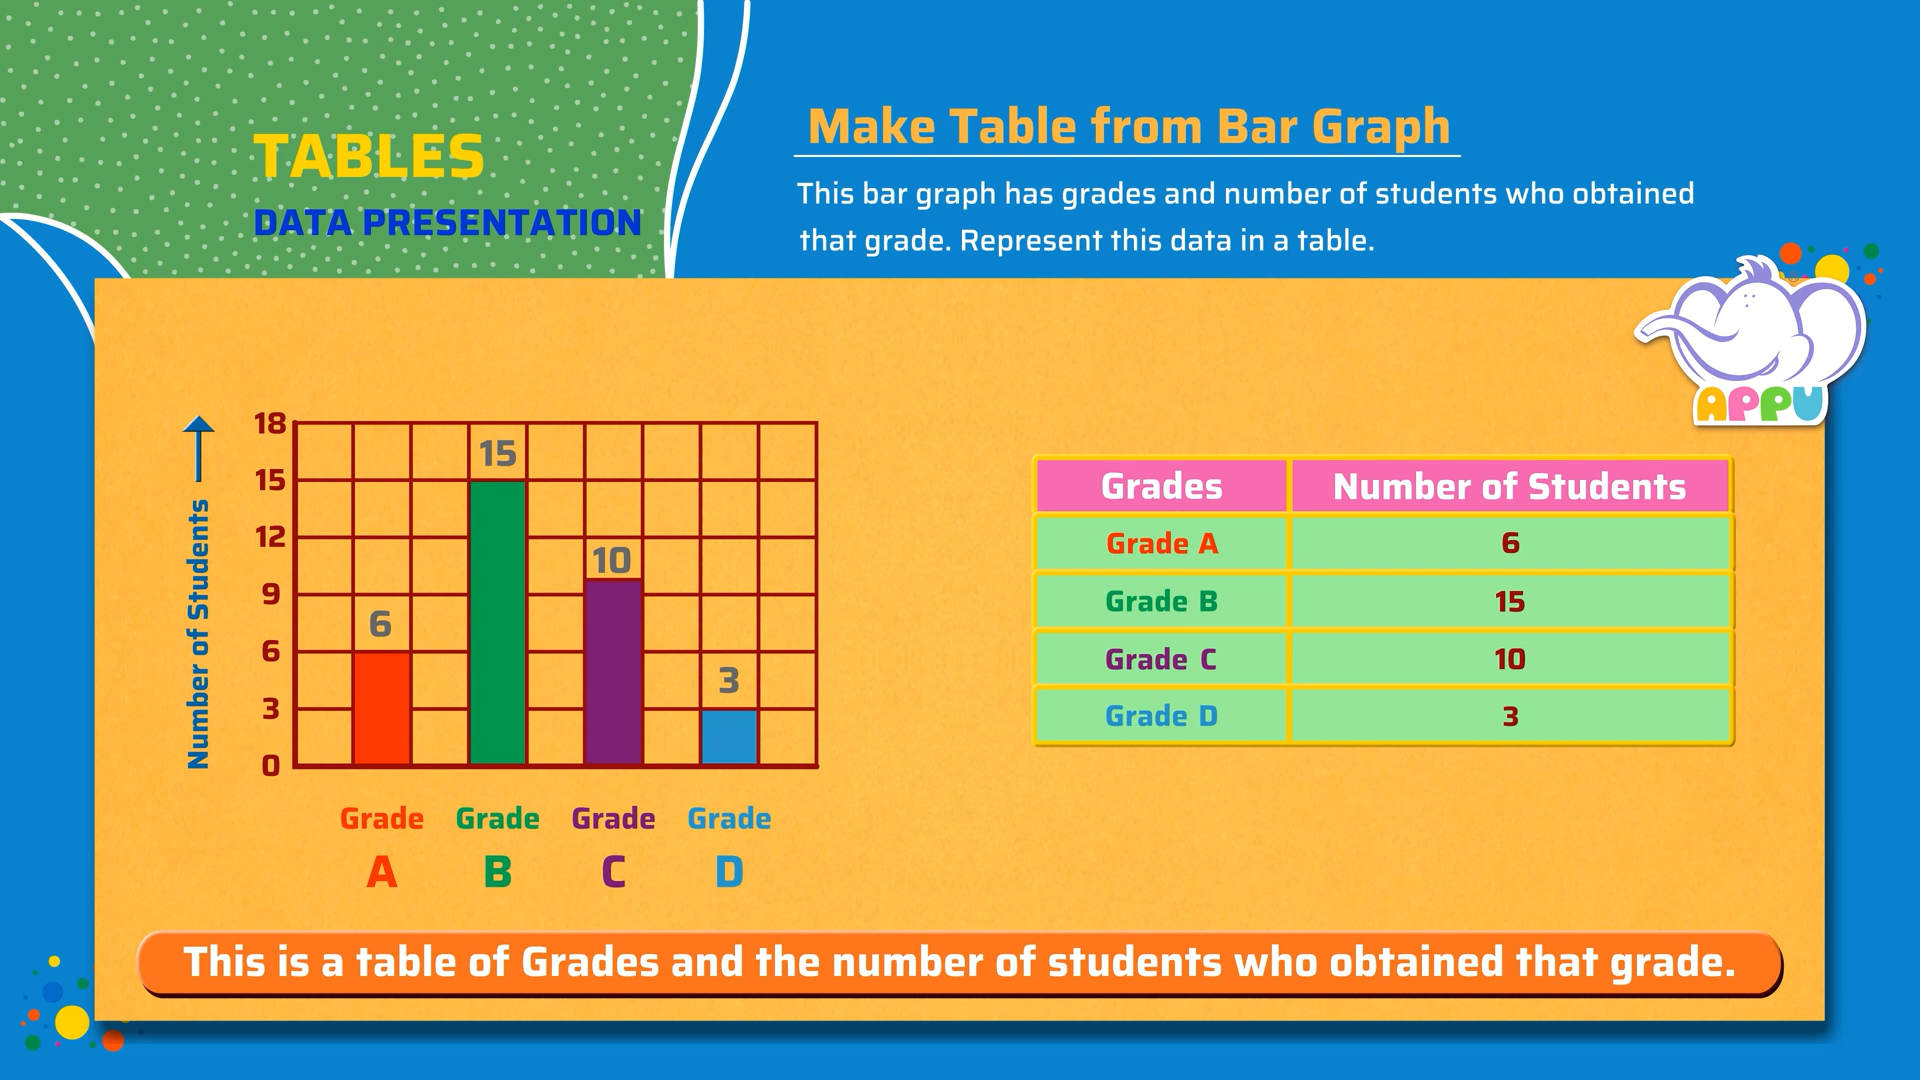 TABLES
DATA PRESENTATION
Make Table from Bar Graph
This bar graph has grades and number of students who obtained
that grade. Represent this data in a table.
APPU
Number of Students
18
15
12
9
6
3
0
6
15
10
3
Grade Grade Grade Grade
A B C D
Grades Number of Students
Grade A 6
Grade B 15
Grade C 10
Grade D 3
This is a table of Grades and the number of students who obtained that grade.